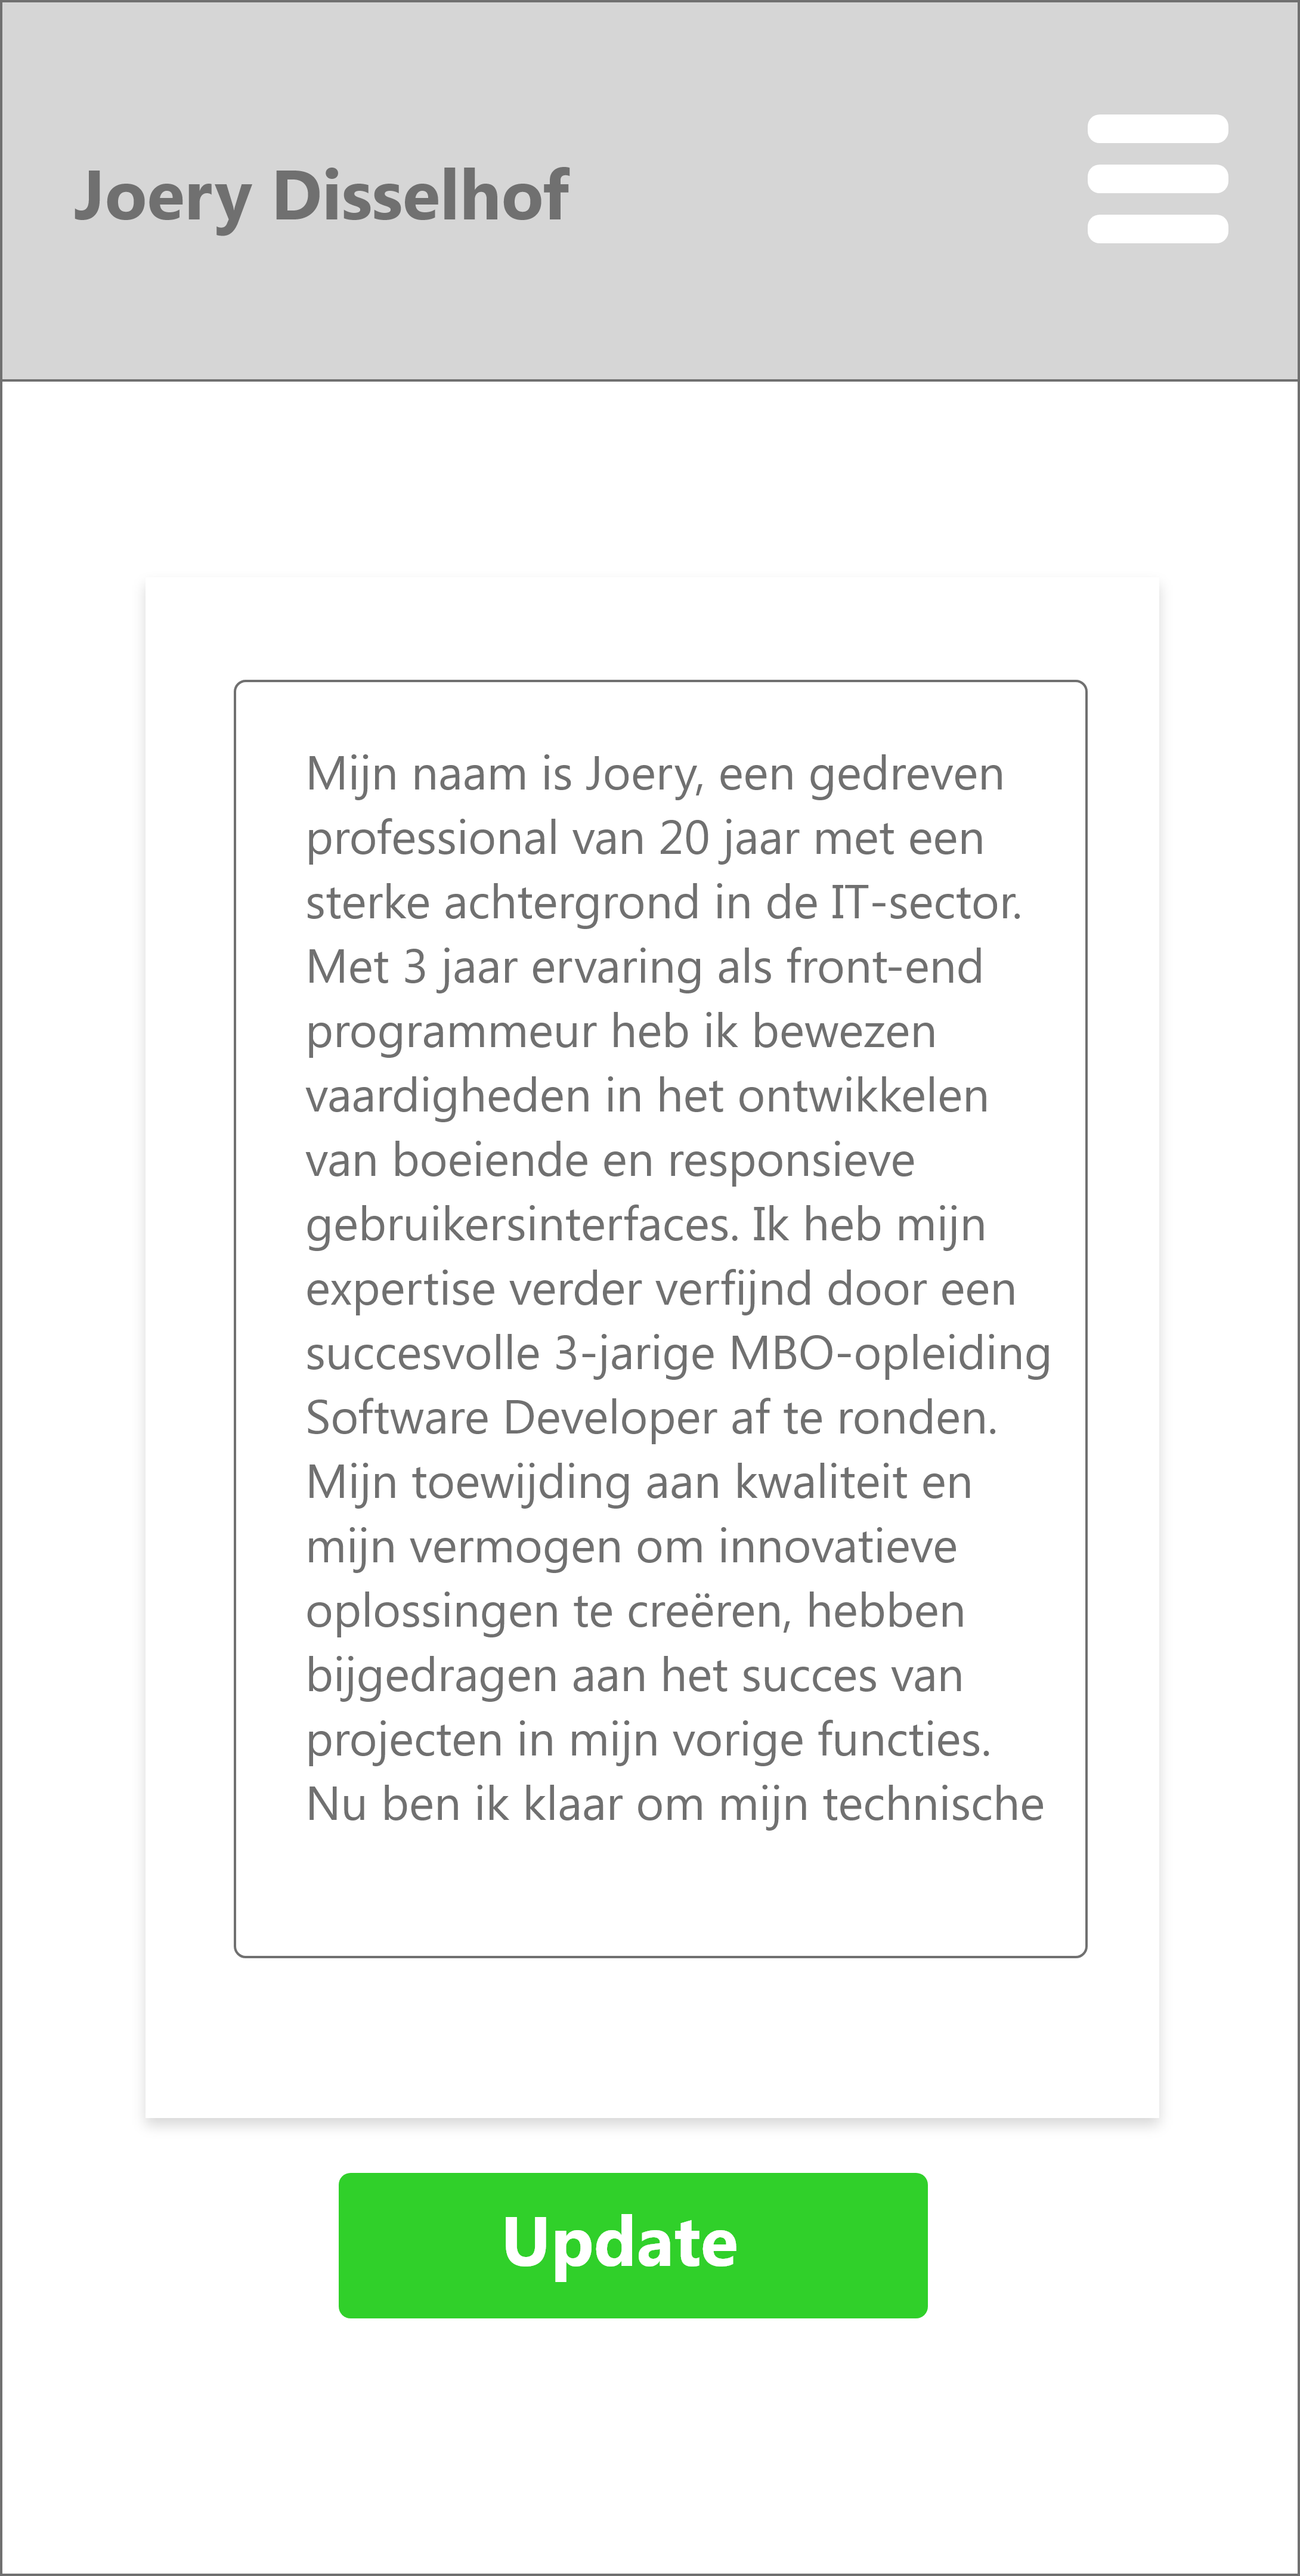 Joery Disselhof
Mijn naam is Joery, een gedreven
professional van 20 jaar met een
sterke achtergrond in de IT-sector.
Met 3 jaar ervaring als front-end
programmeur heb ik bewezen
vaardigheden in het ontwikkelen
van boeiende en responsieve
gebruikersinterfaces. Ik heb mijn
expertise verder verfijnd door een
succesvolle 3-jarige MBO-opleiding
Software Developer af te ronden.
Mijn toewijding aan kwaliteit en
mijn vermogen om innovatieve
oplossingen te creëren, hebben
bijgedragen aan het succes van
projecten in mijn vorige functies.
Nu ben ik klaar om mijn technische
Update